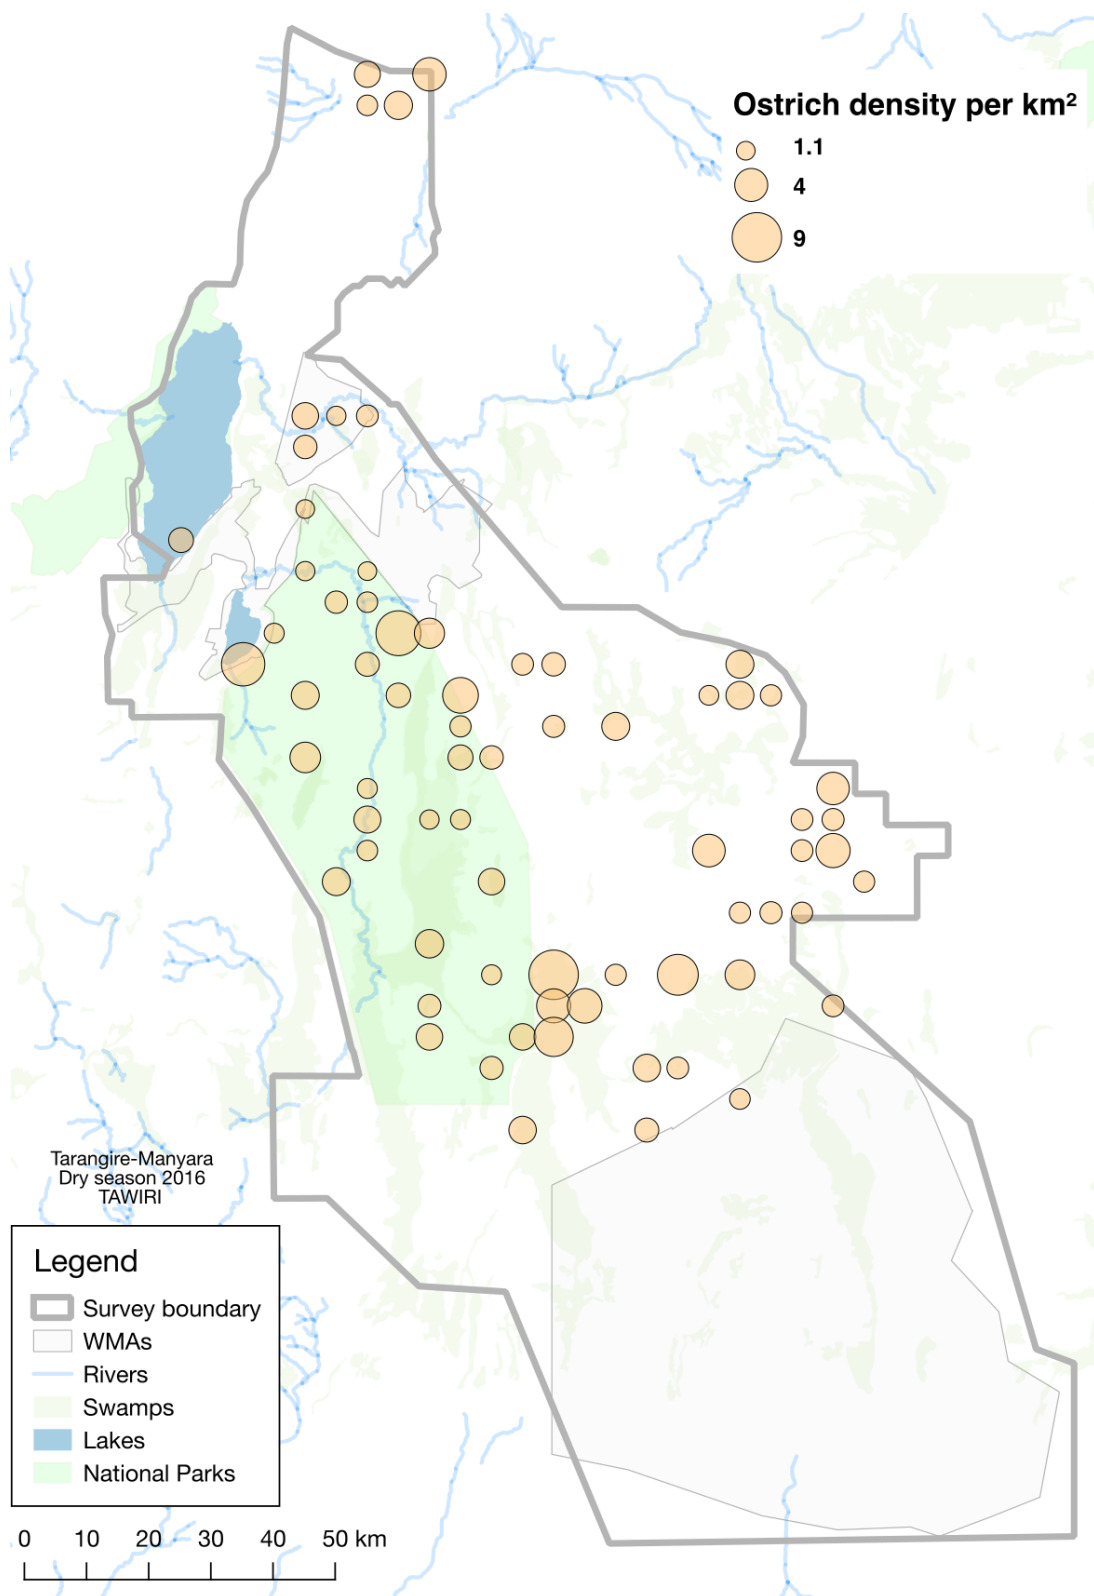 Ostrich density per km²
1.1
4
9
Tarangire-Manyara
Dry season 2016
TAWIRI
Legend
Survey boundary
WMAs
Rivers
Swamps
Lakes
National Parks
0 10 20 30 40 50 km